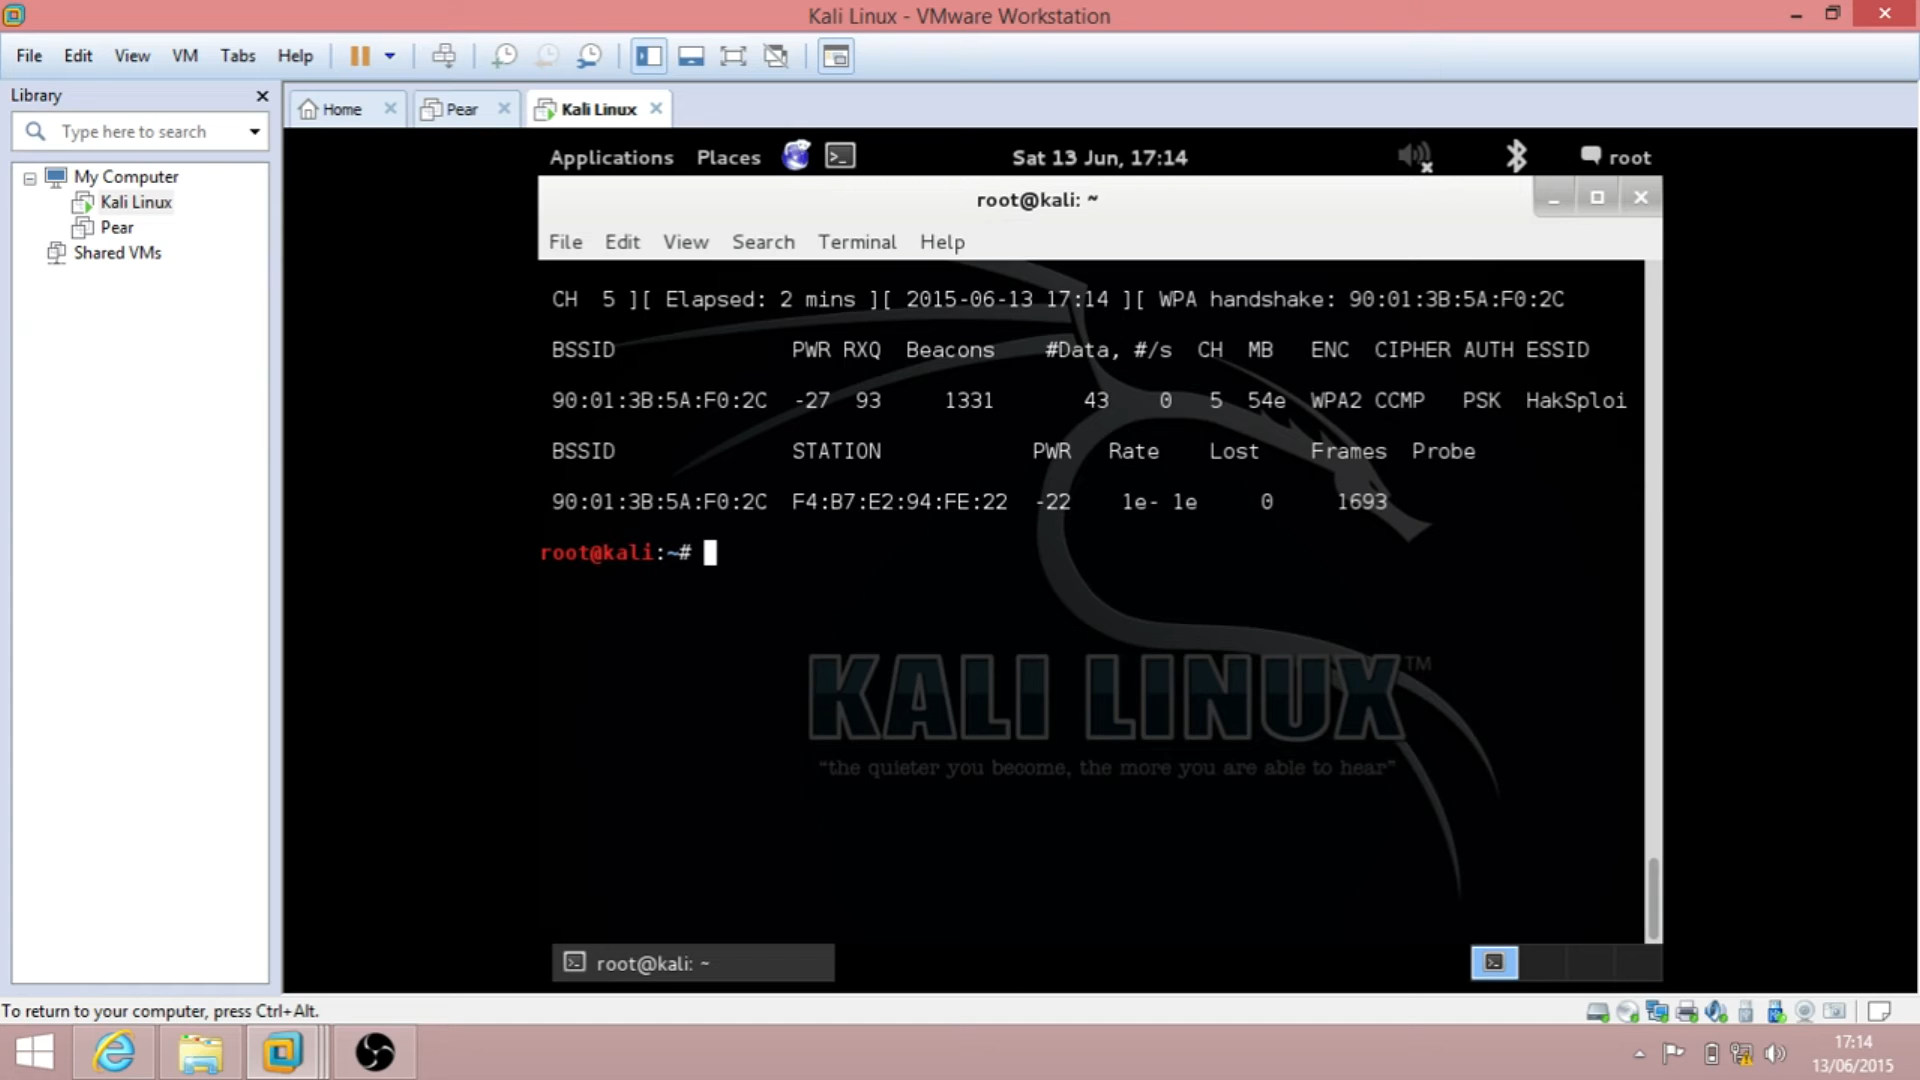 Kali Linux - VMware Workstation
File Edit View VM Tabs Help
Library
Home Pear Kali Linux
Type here to search
My Computer
Kali Linux
Pear
Shared VMs
Applications Places Sat 13 Jun, 17:14 root
root@kali: ~
File Edit View Search Terminal Help
CH 5 ][ Elapsed: 2 mins ][ 2015-06-13 17:14 ][ WPA handshake: 90:01:3B:5A:F0:2C
BSSID PWR RXQ Beacons #Data, #/s CH MB ENC CIPHER AUTH ESSID
90:01:3B:5A:F0:2C -27 93 1331 43 0 5 54e WPA2 CCMP PSK HakSploi
BSSID STATION PWR Rate Lost Frames Probe
90:01:3B:5A:F0:2C F4:B7:E2:94:FE:22 -22 1e- 1e 0 1693
root@kali:~#
KALI LINUX™
“the quieter you become, the more you are able to hear”
root@kali: ~
To return to your computer, press Ctrl+Alt.
17:14
13/06/2015